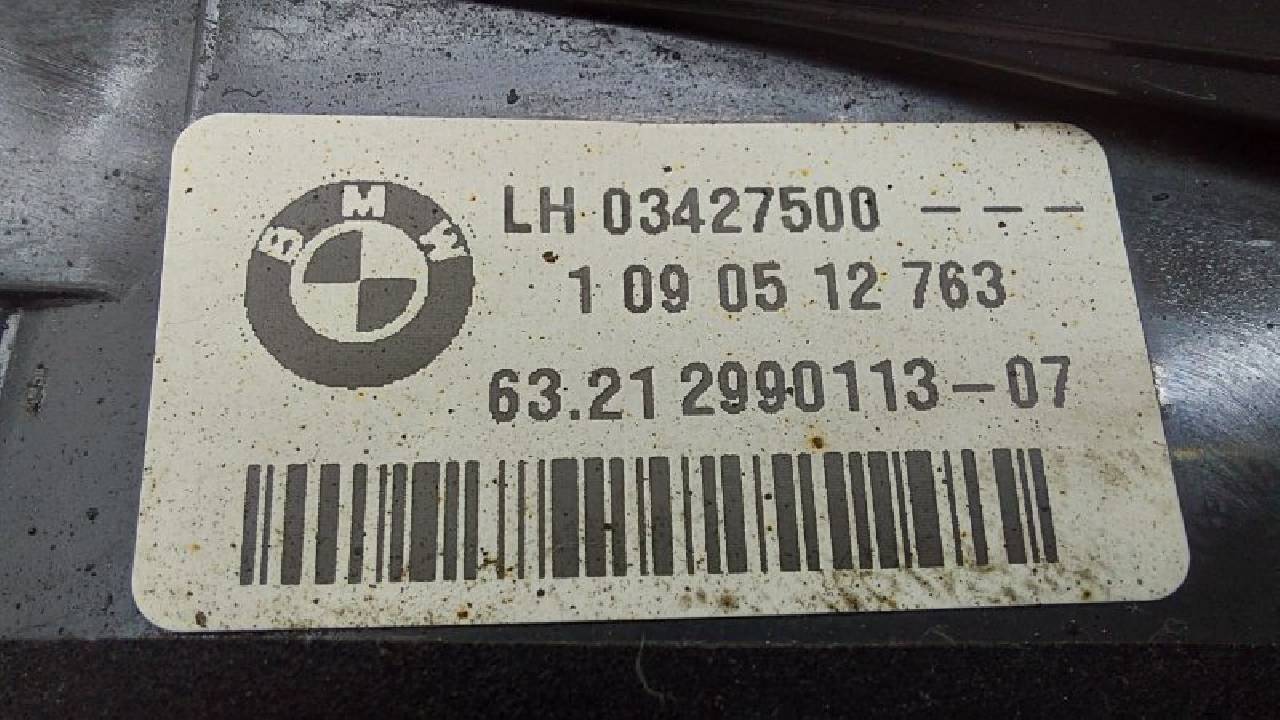 BMW
LH 03427500 ---
1 09 05 12 763
63.21 2990113-07